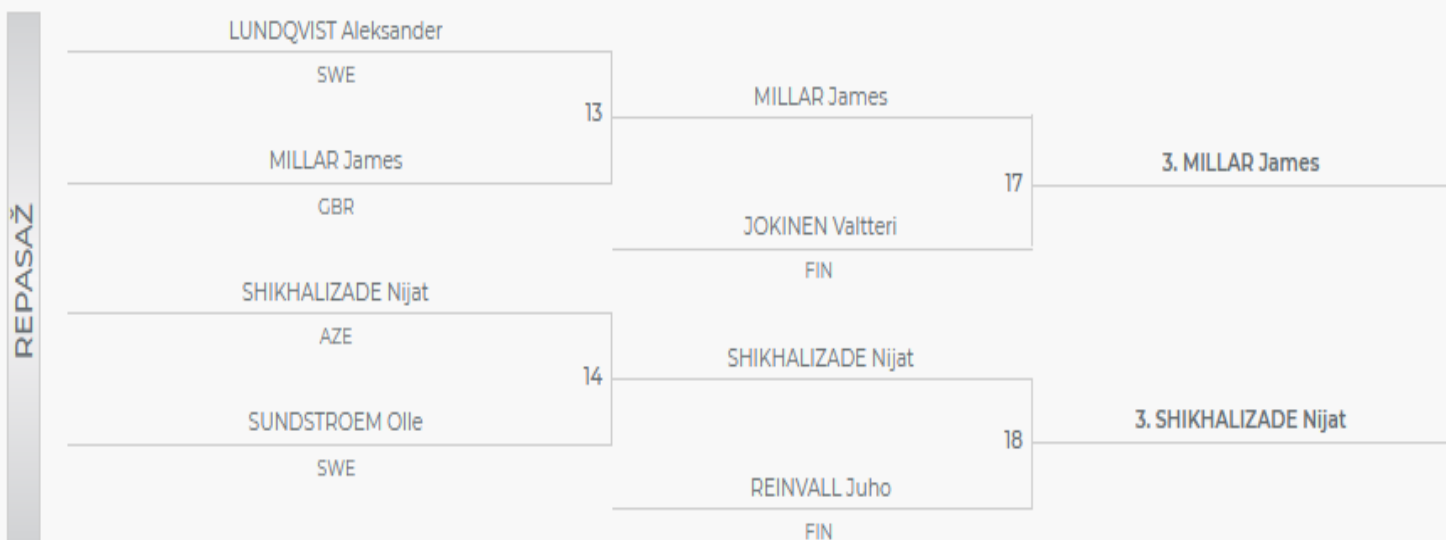 REPASAŽ
LUNDQVIST Aleksander
SWE
13
MILLAR James
GBR
MILLAR James
17
JOKINEN Valtteri
FIN
3. MILLAR James
SHIKHALIZADE Nijat
AZE
14
SUNDSTROEM Olle
SWE
SHIKHALIZADE Nijat
18
REINVALL Juho
FIN
3. SHIKHALIZADE Nijat